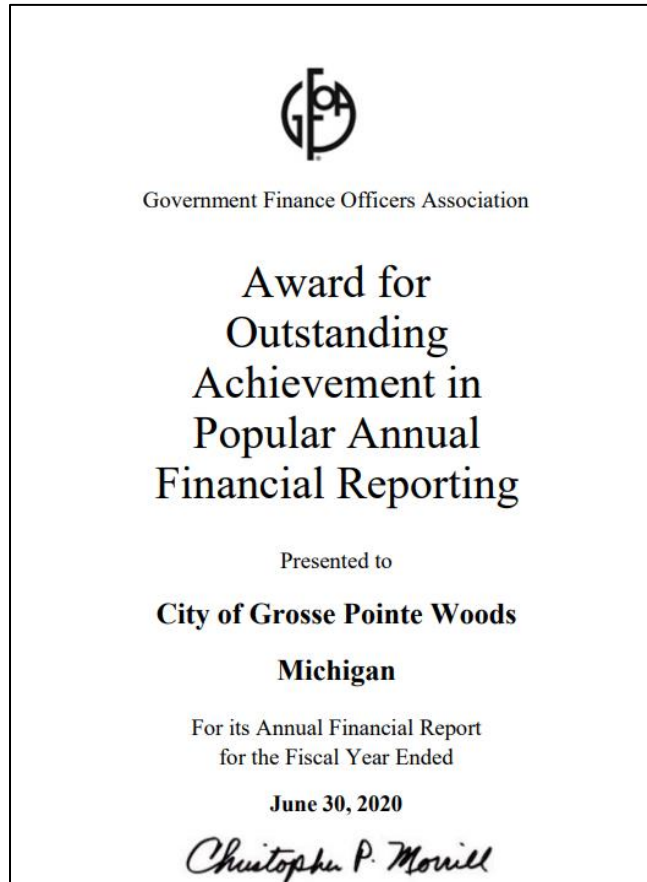 GFOA
Government Finance Officers Association
Award for
Outstanding
Achievement in
Popular Annual
Financial Reporting
Presented to
City of Grosse Pointe Woods
Michigan
For its Annual Financial Report
for the Fiscal Year Ended
June 30, 2020
Christopher P. Morrill